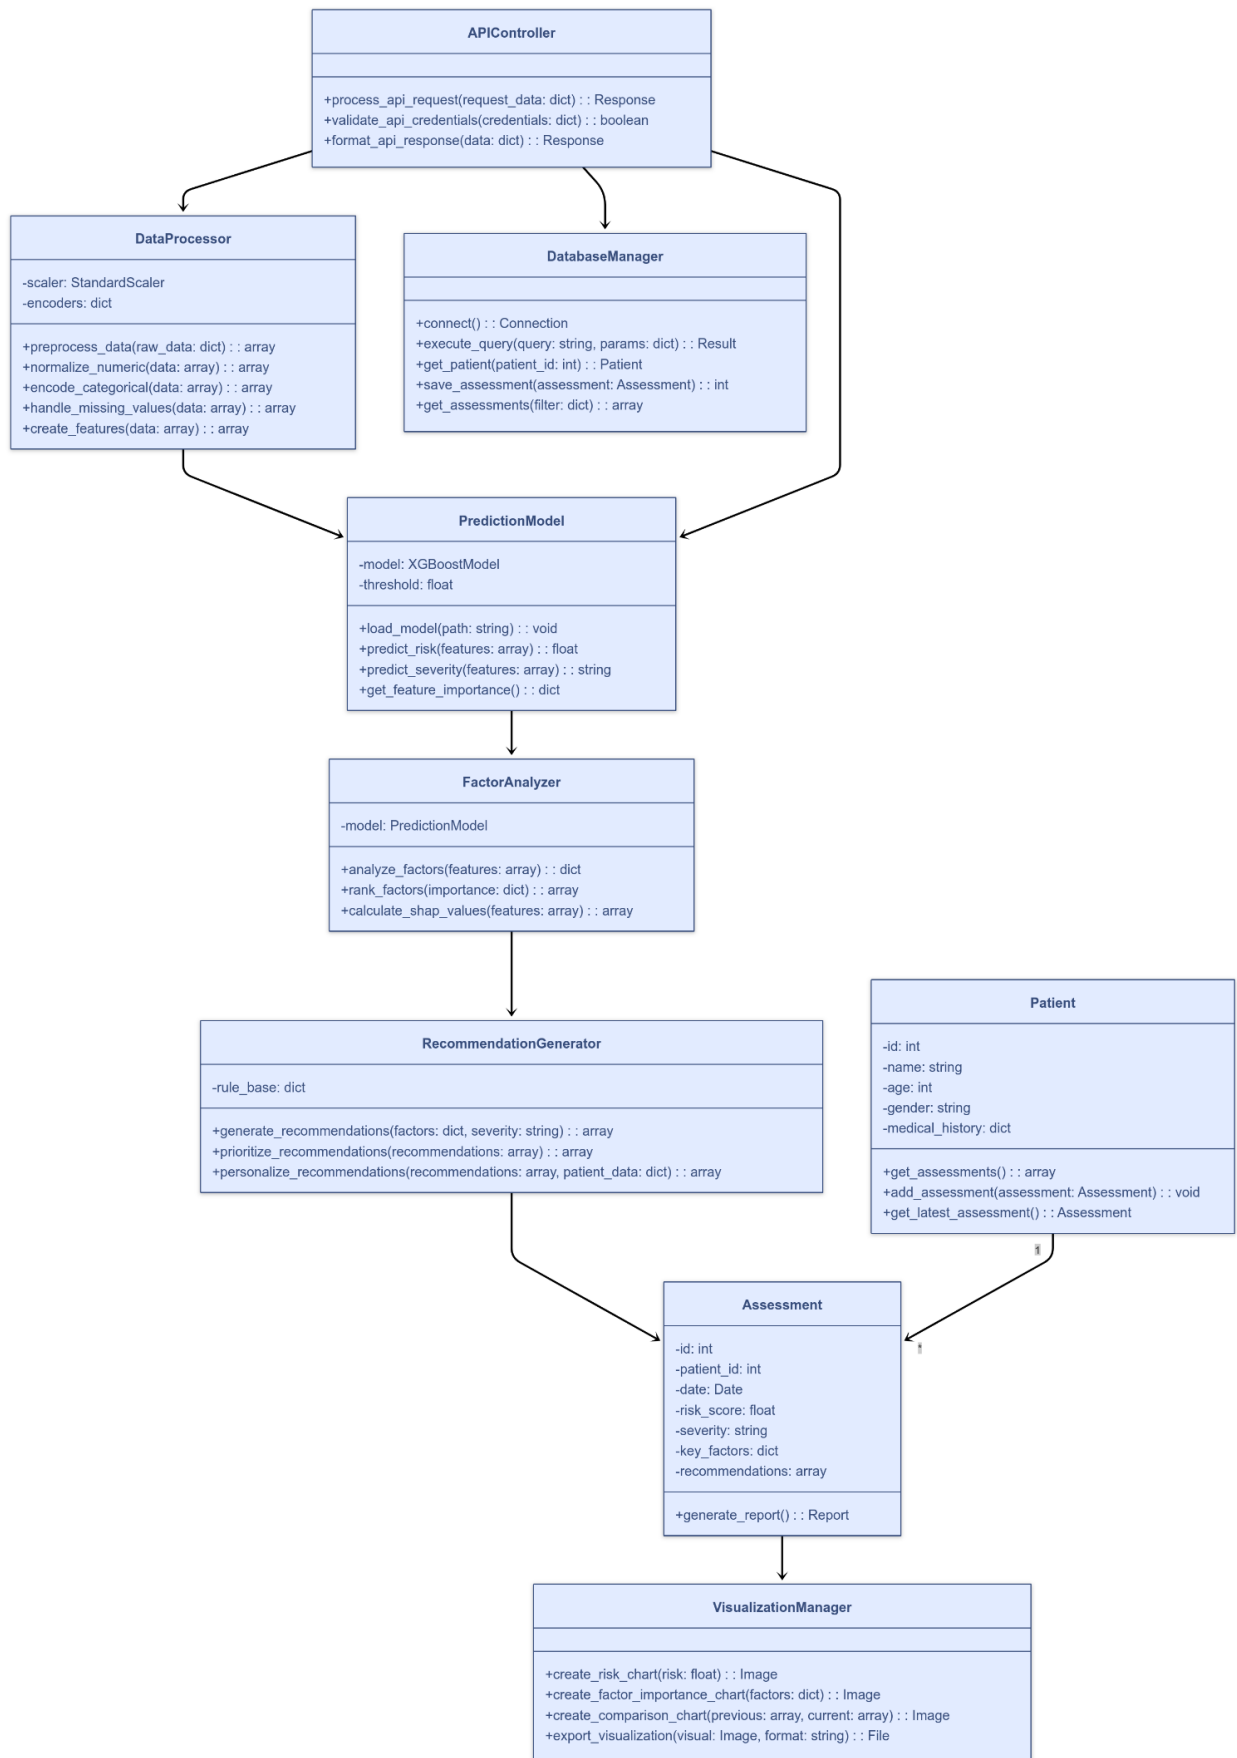 APIController
+process_api_request(request_data: dict) : : Response
+validate_api_credentials(credentials: dict) : : boolean
+format_api_response(data: dict) : : Response
DataProcessor
-scaler: StandardScaler
-encoders: dict
+preprocess_data(raw_data: dict) : : array
+normalize_numeric(data: array) : : array
+encode_categorical(data: array) : : array
+handle_missing_values(data: array) : : array
+create_features(data: array) : : array
DatabaseManager
+connect() : : Connection
+execute_query(query: string, params: dict) : : Result
+get_patient(patient_id: int) : : Patient
+save_assessment(assessment: Assessment) : : int
+get_assessments(filter: dict) : : array
PredictionModel
-model: XGBoostModel
-threshold: float
+load_model(path: string) : : void
+predict_risk(features: array) : : float
+predict_severity(features: array) : : string
+get_feature_importance() : : dict
FactorAnalyzer
-model: PredictionModel
+analyze_factors(features: array) : : dict
+rank_factors(importance: dict) : : array
+calculate_shap_values(features: array) : : array
RecommendationGenerator
-rule_base: dict
+generate_recommendations(factors: dict, severity: string) : : array
+prioritize_recommendations(recommendations: array) : : array
+personalize_recommendations(recommendations: array, patient_data: dict) : : array
Patient
-id: int
-name: string
-age: int
-gender: string
-medical_history: dict
+get_assessments() : : array
+add_assessment(assessment: Assessment) : : void
+get_latest_assessment() : : Assessment
1
*
Assessment
-id: int
-patient_id: int
-date: Date
-risk_score: float
-severity: string
-key_factors: dict
-recommendations: array
+generate_report() : : Report
VisualizationManager
+create_risk_chart(risk: float) : : Image
+create_factor_importance_chart(factors: dict) : : Image
+create_comparison_chart(previous: array, current: array) : : Image
+export_visualization(visual: Image, format: string) : : File